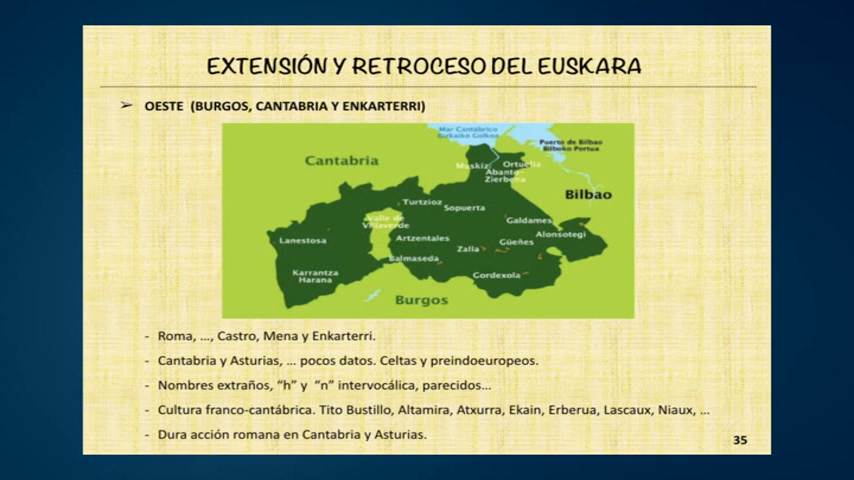 EXTENSIÓN Y RETROCESO DEL EUSKARA
➢ OESTE (BURGOS, CANTABRIA Y ENKARTERRI)
Mar Cantábrico
Bizkaiko Golkoa
Puerto de Bilbao
Bilboko Portua
Cantabria
Muskiz
Ortuella
Abanto-
Zierbena
Bilbao
Turtzioz
Sopuerta
Valle de
Villaverde
Galdames
Lanestosa
Artzentales
Alonsotegi
Zalla
Güeñes
Balmaseda
Karrantza
Harana
Gordexola
Burgos
- Roma, …, Castro, Mena y Enkarterri.
- Cantabria y Asturias, … pocos datos. Celtas y preindoeuropeos.
- Nombres extraños, “h” y “n” intervocálica, parecidos…
- Cultura franco-cantábrica. Tito Bustillo, Altamira, Atxurra, Ekain, Erberua, Lascaux, Niaux, …
- Dura acción romana en Cantabria y Asturias.
35